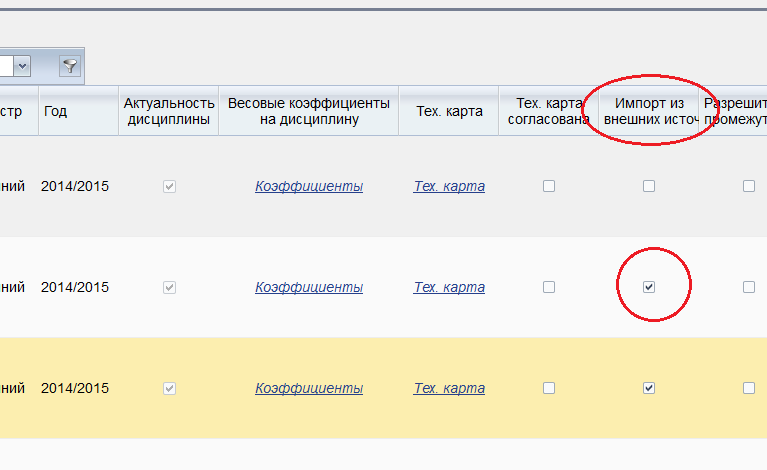 стр
Год
Актуальность
дисциплины
Весовые коэффициенты
на дисциплину
Тех. карта
Тех. карта
согласована
Импорт из
внешних источ
Разрешит
промежут
ний 2014/2015 Коэффициенты Тех. карта
ний 2014/2015 Коэффициенты Тех. карта
ний 2014/2015 Коэффициенты Тех. карта